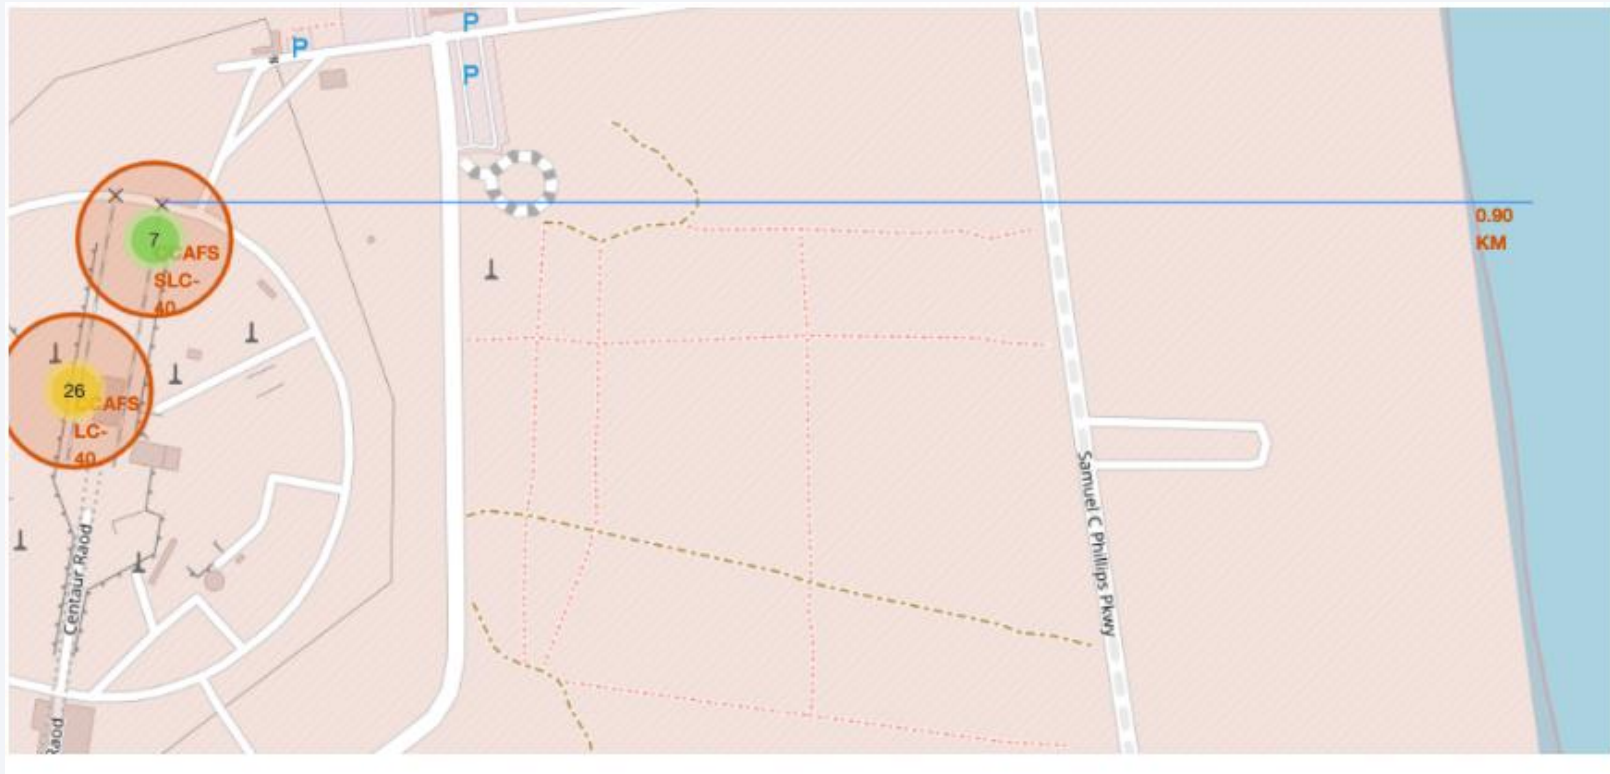 P
P
P
0.90
KM
7
CCAFS
SLC-
40
26
CCAFS
LC-
40
Samuel C Phillips Pkwy
Centaur Raod
Raod